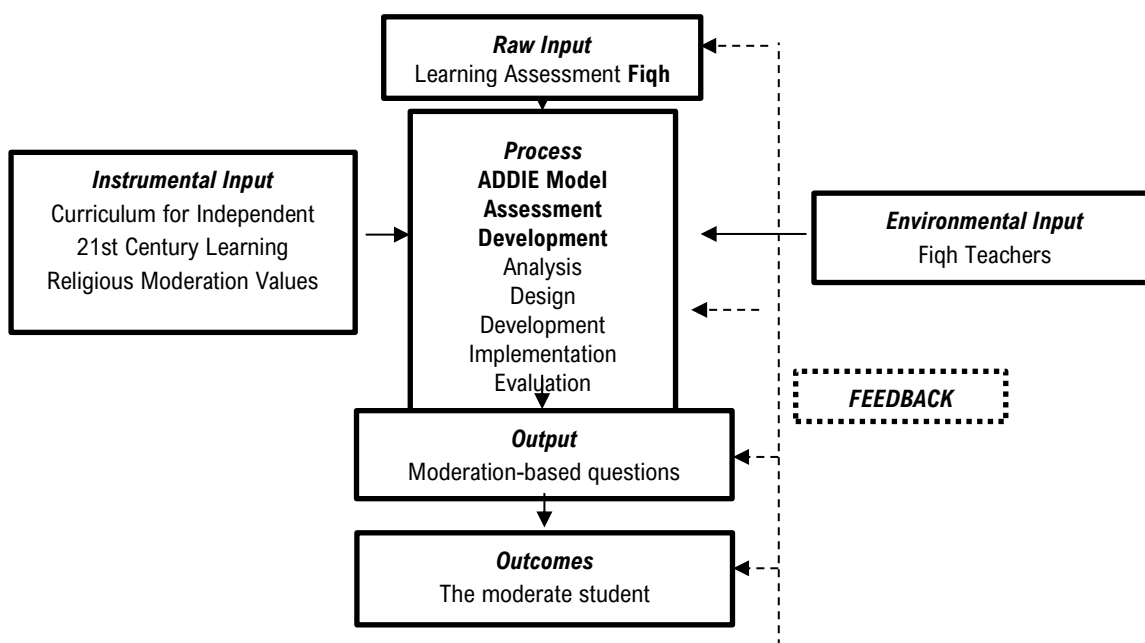 Raw Input
Learning Assessment Fiqh
Process
ADDIE Model
Assessment
Development
Analysis
Design
Development
Implementation
Evaluation
Instrumental Input
Curriculum for Independent
21st Century Learning
Religious Moderation Values
Environmental Input
Fiqh Teachers
FEEDBACK
Output
Moderation-based questions
Outcomes
The moderate student